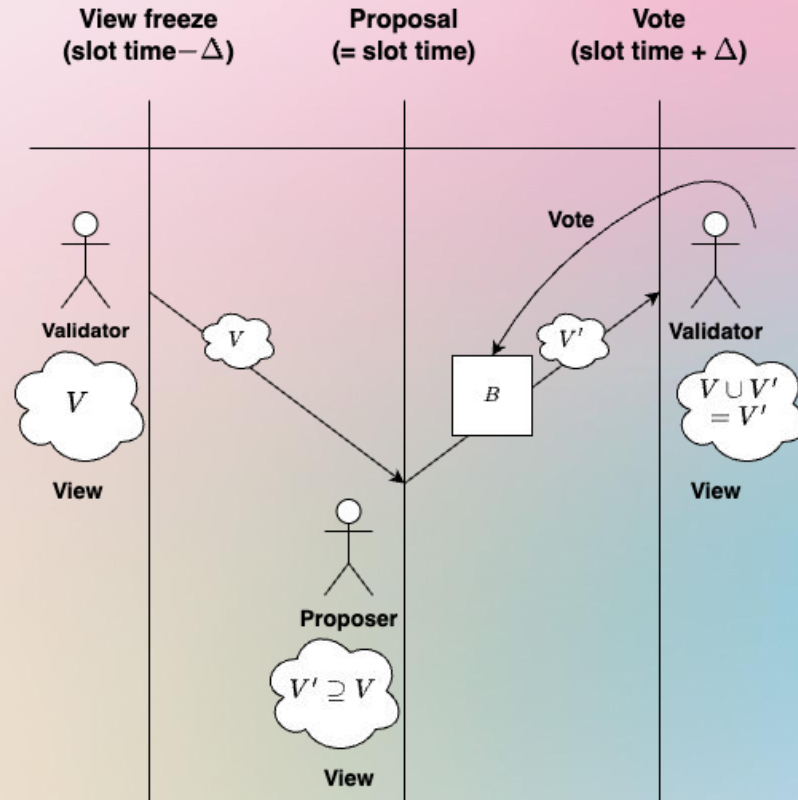 View freeze
(slot time−Δ)
Proposal
(= slot time)
Vote
(slot time + Δ)
Vote
Validator
V
View
V
B
V′
Validator
V ∪ V′
= V′
View
Proposer
V′ ⊇ V
View